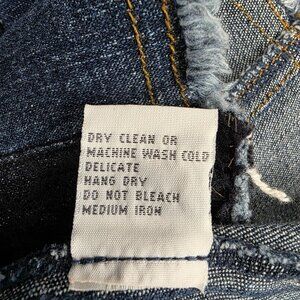 DRY CLEAN OR
MACHINE WASH COLD
DELICATE
HANG DRY
DO NOT BLEACH
MEDIUM IRON